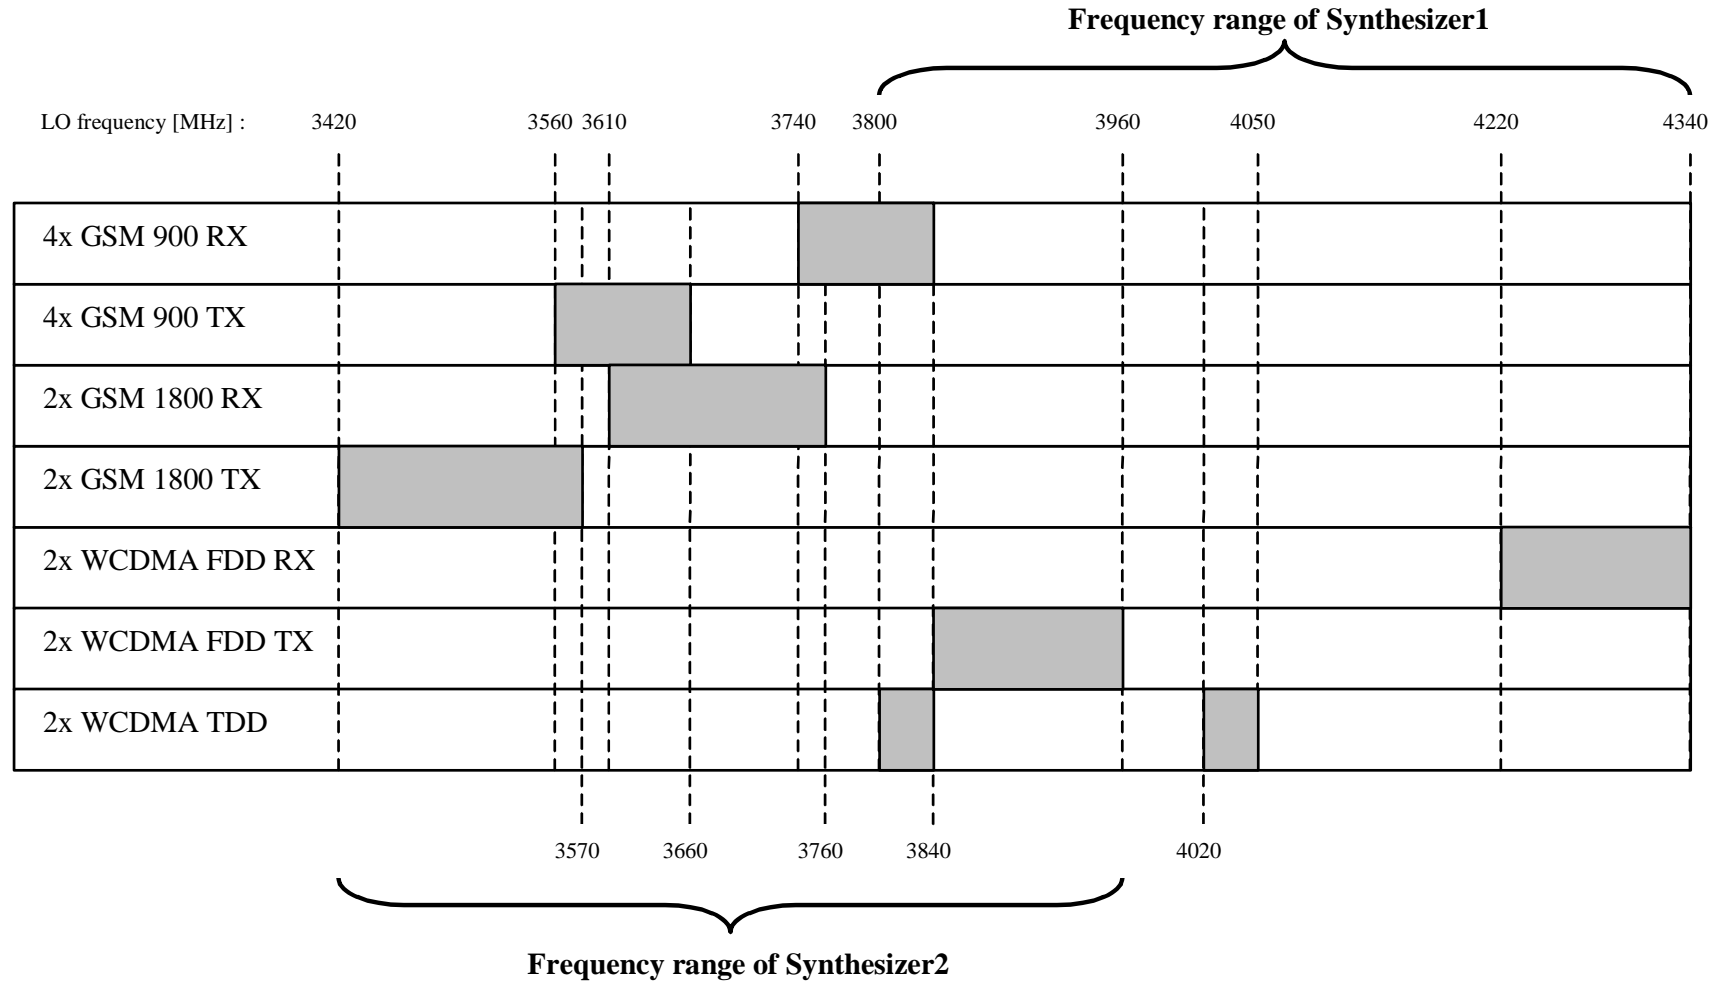 Frequency range of Synthesizer1
LO frequency [MHz] : 3420 3560 3610 3740 3800 3960 4050 4220 4340
4x GSM 900 RX
4x GSM 900 TX
2x GSM 1800 RX
2x GSM 1800 TX
2x WCDMA FDD RX
2x WCDMA FDD TX
2x WCDMA TDD
3570 3660 3760 3840 4020
Frequency range of Synthesizer2